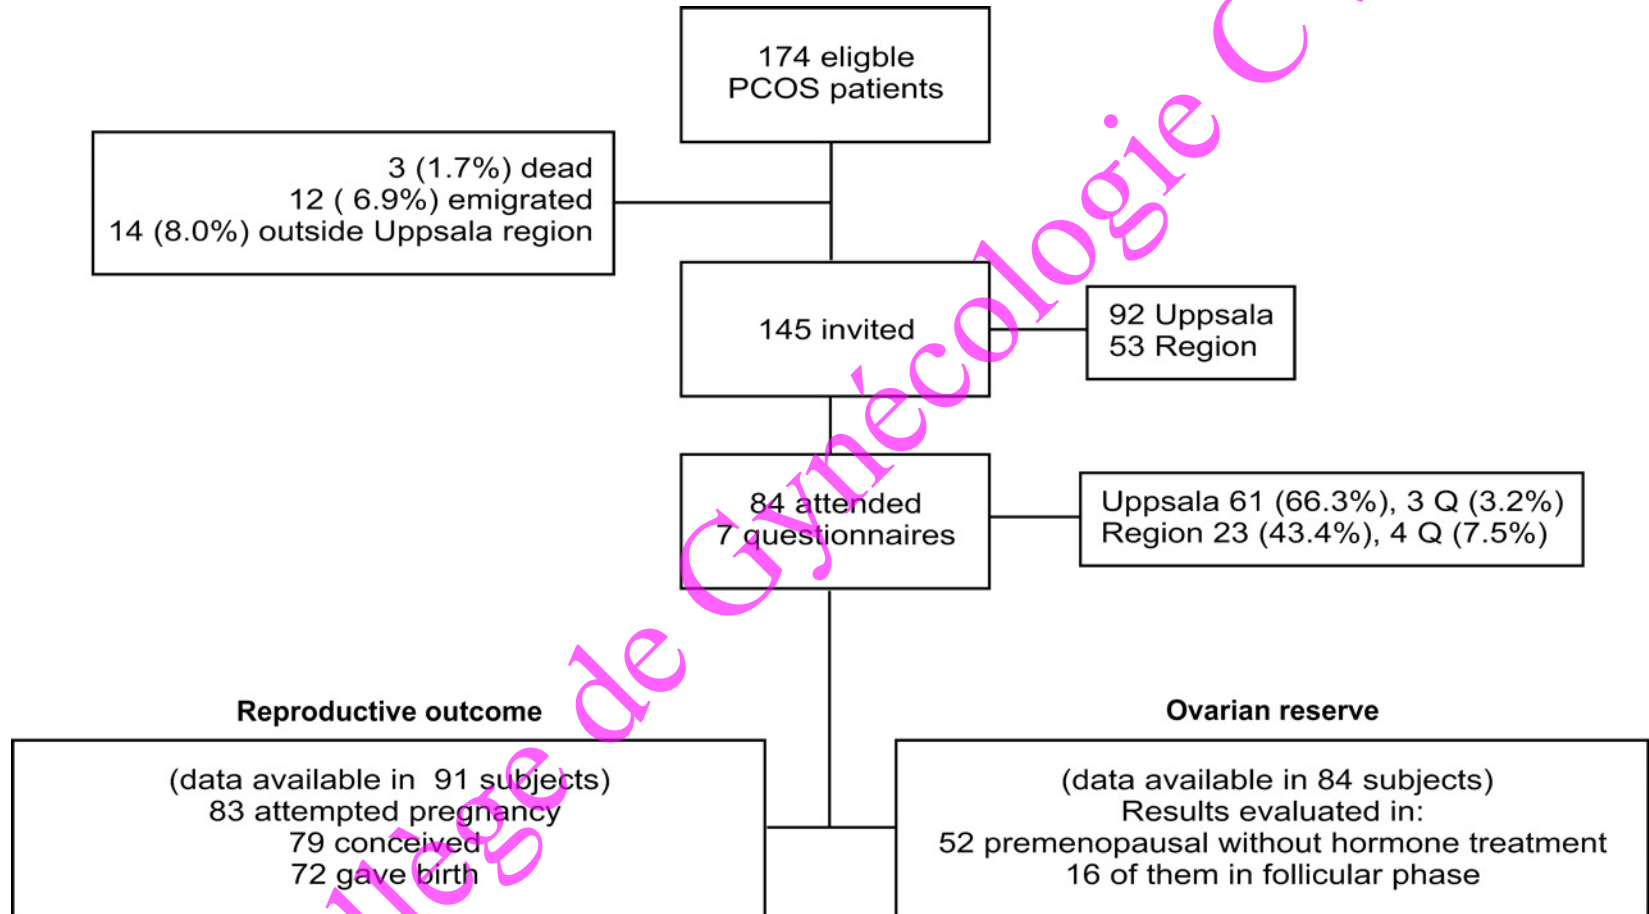 174 eligble
PCOS patients
3 (1.7%) dead
12 ( 6.9%) emigrated
14 (8.0%) outside Uppsala region
145 invited
92 Uppsala
53 Region
84 attended
7 questionnaires
Uppsala 61 (66.3%), 3 Q (3.2%)
Region 23 (43.4%), 4 Q (7.5%)
Reproductive outcome
(data available in  91 subjects)
83 attempted pregnancy
79 conceived
72 gave birth
Ovarian reserve
(data available in 84 subjects)
Results evaluated in:
52 premenopausal without hormone treatment
16 of them in follicular phase
llège de Gynécologie C